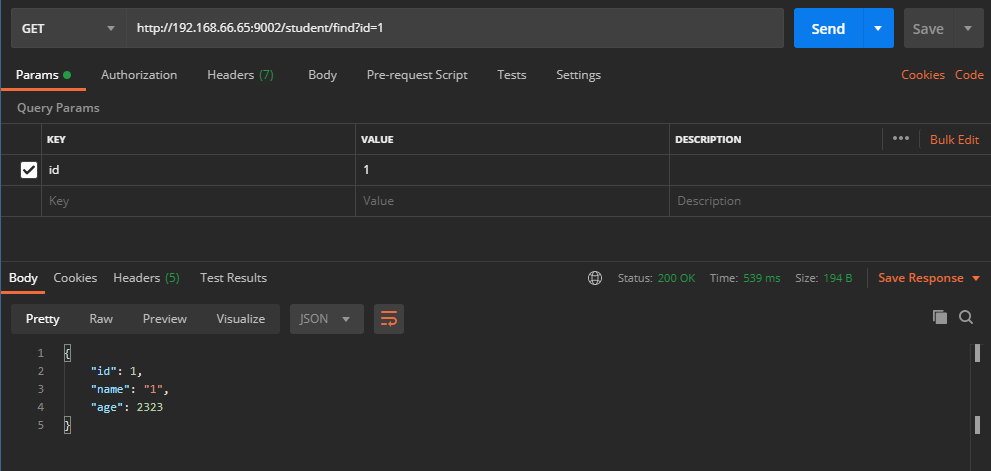 GET http://192.168.66.65:9002/student/find?id=1 Send Save
Params Authorization Headers (7) Body Pre-request Script Tests Settings Cookies Code
Query Params
KEY VALUE DESCRIPTION ••• Bulk Edit
id 1
Key Value Description
Body Cookies Headers (5) Test Results Status: 200 OK Time: 539 ms Size: 194 B Save Response
Pretty Raw Preview Visualize JSON
1 {
2 "id": 1,
3 "name": "1",
4 "age": 2323
5 }